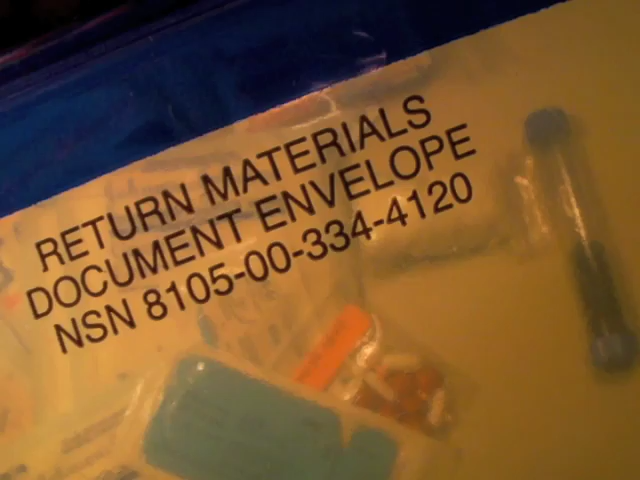 RETURN MATERIALS
DOCUMENT ENVELOPE
NSN 8105-00-334-4120